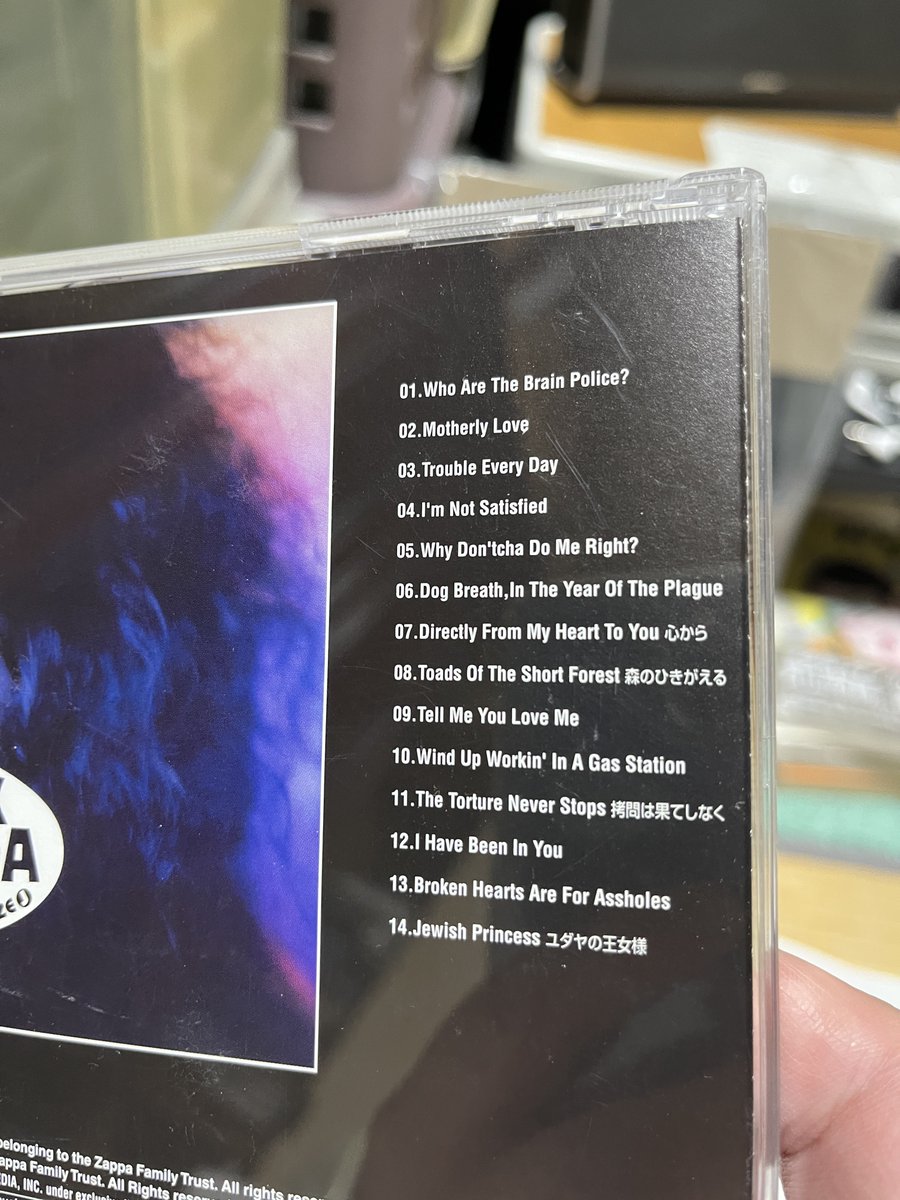 01.Who Are The Brain Police?
02.Motherly Love
03.Trouble Every Day
04.I'm Not Satisfied
05.Why Don'tcha Do Me Right?
06.Dog Breath,In The Year Of The Plague
07.Directly From My Heart To You 心から
08.Toads Of The Short Forest 森のひきがえる
09.Tell Me You Love Me
10.Wind Up Workin' In A Gas Station
11.The Torture Never Stops 拷問は果てしなく
12.I Have Been In You
13.Broken Hearts Are For Assholes
14.Jewish Princess ユダヤの王女様
belonging to the Zappa Family Trust. All rights
Zappa Family Trust. All Rights
INC. under